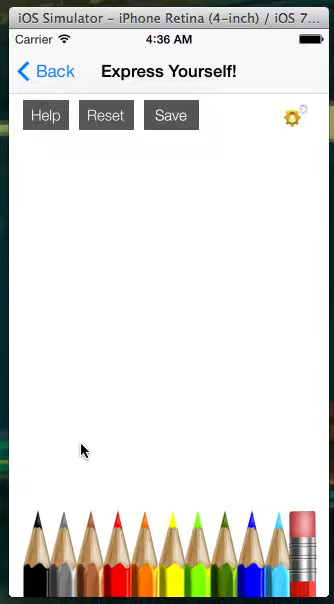 iOS Simulator - iPhone Retina (4-inch) / iOS 7...
Carrier 4:36 AM
Back Express Yourself!
Help Reset Save